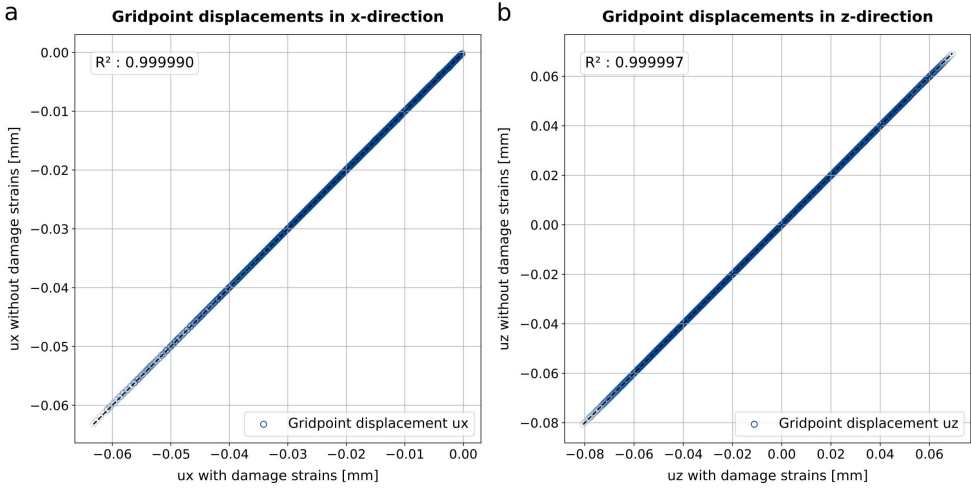 a
Gridpoint displacements in x-direction
R² : 0.999990
ux without damage strains [mm]
0.00
−0.01
−0.02
−0.03
−0.04
−0.05
−0.06
Gridpoint displacement ux
−0.06 −0.05 −0.04 −0.03 −0.02 −0.01 0.00
ux with damage strains [mm]
b
Gridpoint displacements in z-direction
R² : 0.999997
uz without damage strains [mm]
0.06
0.04
0.02
0.00
−0.02
−0.04
−0.06
−0.08
Gridpoint displacement uz
−0.08 −0.06 −0.04 −0.02 0.00 0.02 0.04 0.06
uz with damage strains [mm]